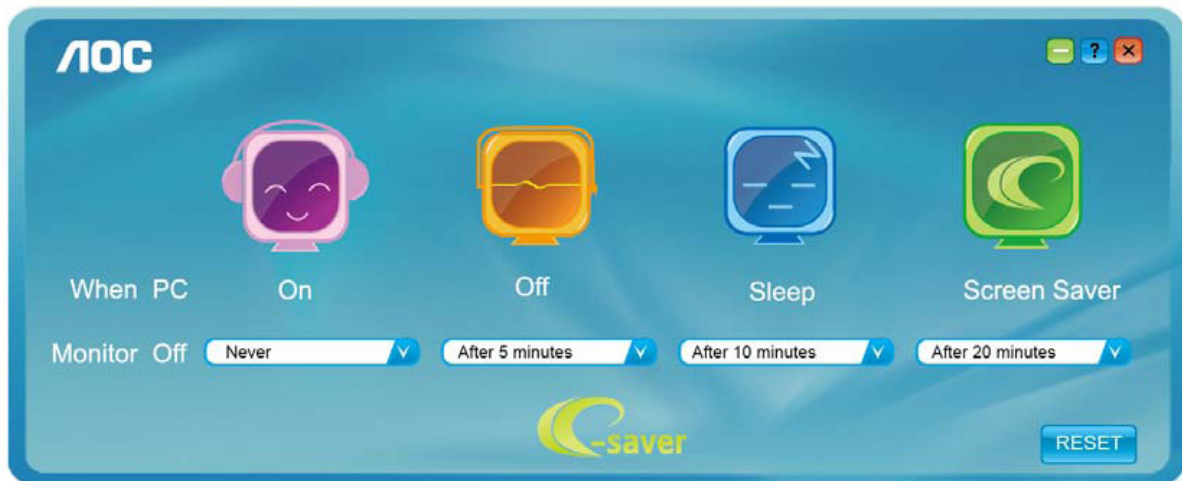 AOC
?
When PC On Off Sleep Screen Saver
Monitor Off Never After 5 minutes After 10 minutes After 20 minutes
e-saver
RESET